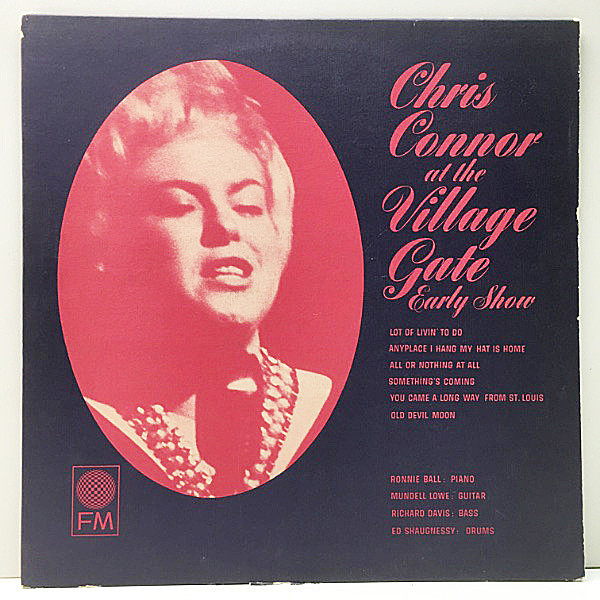 Chris
Connor
at the
Village
Gate
Early Show
LOT OF LIVIN' TO DO
ANYPLACE I HANG MY HAT IS HOME
ALL OR NOTHING AT ALL
SOMETHING'S COMING
YOU CAME A LONG WAY FROM ST. LOUIS
OLD DEVIL MOON
RONNIE BALL: PIANO
MUNDELL LOWE: GUITAR
RICHARD DAVIS: BASS
ED SHAUGNESSY: DRUMS
FM